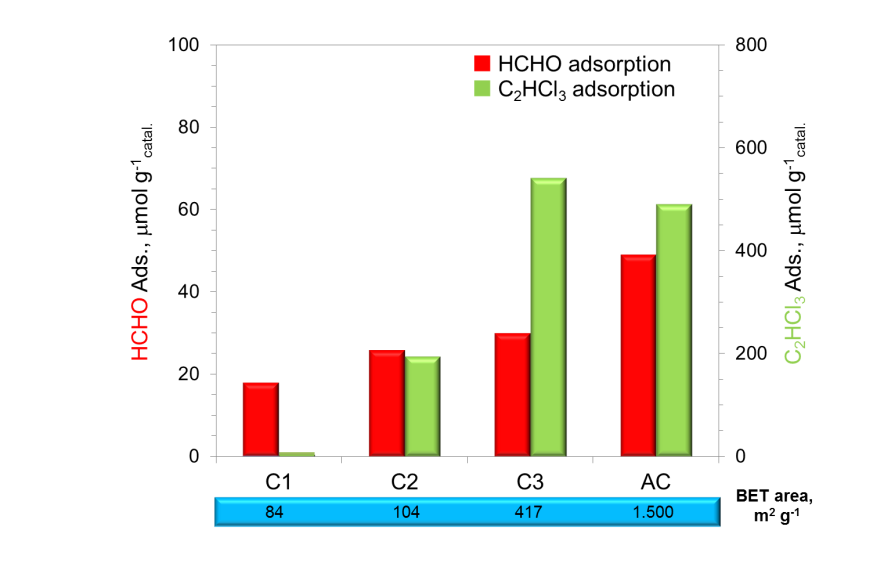 HCHO adsorption
C₂HCl₃ adsorption
HCHO Ads., μmol g⁻¹catal.
100
80
60
40
20
0
800
600
400
200
0
C₂HCl₃ Ads., μmol g⁻¹catal.
C1 C2 C3 AC
84 104 417 1.500
BET area,
m² g⁻¹